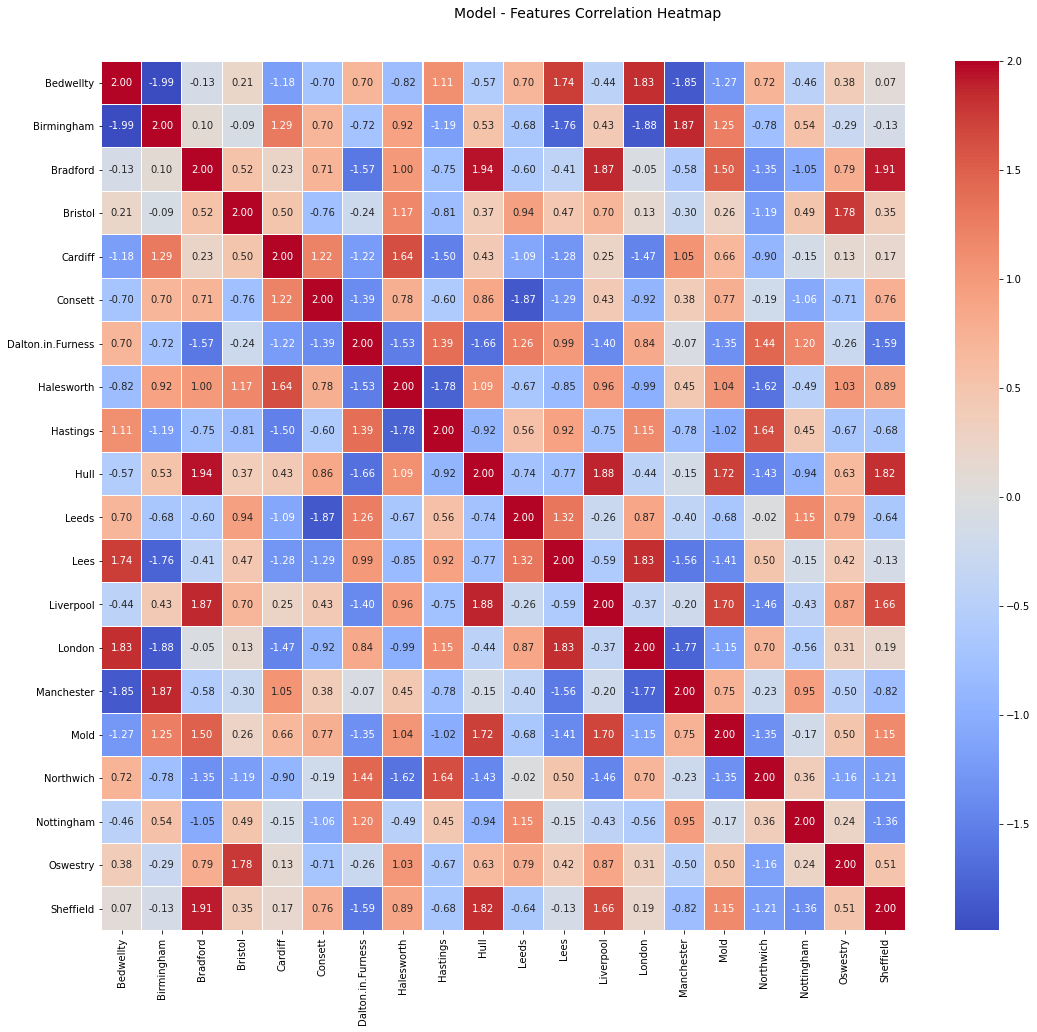 Model - Features Correlation Heatmap
Bedwellty 2.00 -1.99 -0.13 0.21 -1.18 -0.70 0.70 -0.82 1.11 -0.57 0.70 1.74 -0.44 1.83 -1.85 -1.27 0.72 -0.46 0.38 0.07
Birmingham -1.99 2.00 0.10 -0.09 1.29 0.70 -0.72 0.92 -1.19 0.53 -0.68 -1.76 0.43 -1.88 1.87 1.25 -0.78 0.54 -0.29 -0.13
Bradford -0.13 0.10 2.00 0.52 0.23 0.71 -1.57 1.00 -0.75 1.94 -0.60 -0.41 1.87 -0.05 -0.58 1.50 -1.35 -1.05 0.79 1.91
Bristol 0.21 -0.09 0.52 2.00 0.50 -0.76 -0.24 1.17 -0.81 0.37 0.94 0.47 0.70 0.13 -0.30 0.26 -1.19 0.49 1.78 0.35
Cardiff -1.18 1.29 0.23 0.50 2.00 1.22 -1.22 1.64 -1.50 0.43 -1.09 -1.28 0.25 -1.47 1.05 0.66 -0.90 -0.15 0.13 0.17
Consett -0.70 0.70 0.71 -0.76 1.22 2.00 -1.39 0.78 -0.60 0.86 -1.87 -1.29 0.43 -0.92 0.38 0.77 -0.19 -1.06 -0.71 0.76
Dalton.in.Furness 0.70 -0.72 -1.57 -0.24 -1.22 -1.39 2.00 -1.53 1.39 -1.66 1.26 0.99 -1.40 0.84 -0.07 -1.35 1.44 1.20 -0.26 -1.59
Halesworth -0.82 0.92 1.00 1.17 1.64 0.78 -1.53 2.00 -1.78 1.09 -0.67 -0.85 0.96 -0.99 0.45 1.04 -1.62 -0.49 1.03 0.89
Hastings 1.11 -1.19 -0.75 -0.81 -1.50 -0.60 1.39 -1.78 2.00 -0.92 0.56 0.92 -0.75 1.15 -0.78 -1.02 1.64 0.45 -0.67 -0.68
Hull -0.57 0.53 1.94 0.37 0.43 0.86 -1.66 1.09 -0.92 2.00 -0.74 -0.77 1.88 -0.44 -0.15 1.72 -1.43 -0.94 0.63 1.82
Leeds 0.70 -0.68 -0.60 0.94 -1.09 -1.87 1.26 -0.67 0.56 -0.74 2.00 1.32 -0.26 0.87 -0.40 -0.68 -0.02 1.15 0.79 -0.64
Lees 1.74 -1.76 -0.41 0.47 -1.28 -1.29 0.99 -0.85 0.92 -0.77 1.32 2.00 -0.59 1.83 -1.56 -1.41 0.50 -0.15 0.42 -0.13
Liverpool -0.44 0.43 1.87 0.70 0.25 0.43 -1.40 0.96 -0.75 1.88 -0.26 -0.59 2.00 -0.37 -0.20 1.70 -1.46 -0.43 0.87 1.66
London 1.83 -1.88 -0.05 0.13 -1.47 -0.92 0.84 -0.99 1.15 -0.44 0.87 1.83 -0.37 2.00 -1.77 -1.15 0.70 -0.56 0.31 0.19
Manchester -1.85 1.87 -0.58 -0.30 1.05 0.38 -0.07 0.45 -0.78 -0.15 -0.40 -1.56 -0.20 -1.77 2.00 0.75 -0.23 0.95 -0.50 -0.82
Mold -1.27 1.25 1.50 0.26 0.66 0.77 -1.35 1.04 -1.02 1.72 -0.68 -1.41 1.70 -1.15 0.75 2.00 -1.35 -0.17 0.50 1.15
Northwich 0.72 -0.78 -1.35 -1.19 -0.90 -0.19 1.44 -1.62 1.64 -1.43 -0.02 0.50 -1.46 0.70 -0.23 -1.35 2.00 0.36 -1.16 -1.21
Nottingham -0.46 0.54 -1.05 0.49 -0.15 -1.06 1.20 -0.49 0.45 -0.94 1.15 -0.15 -0.43 -0.56 0.95 -0.17 0.36 2.00 0.24 -1.36
Oswestry 0.38 -0.29 0.79 1.78 0.13 -0.71 -0.26 1.03 -0.67 0.63 0.79 0.42 0.87 0.31 -0.50 0.50 -1.16 0.24 2.00 0.51
Sheffield 0.07 -0.13 1.91 0.35 0.17 0.76 -1.59 0.89 -0.68 1.82 -0.64 -0.13 1.66 0.19 -0.82 1.15 -1.21 -1.36 0.51 2.00
Bedwellty
Birmingham
Bradford
Bristol
Cardiff
Consett
Dalton.in.Furness
Halesworth
Hastings
Hull
Leeds
Lees
Liverpool
London
Manchester
Mold
Northwich
Nottingham
Oswestry
Sheffield
2.0
1.5
1.0
0.5
0.0
−0.5
−1.0
−1.5